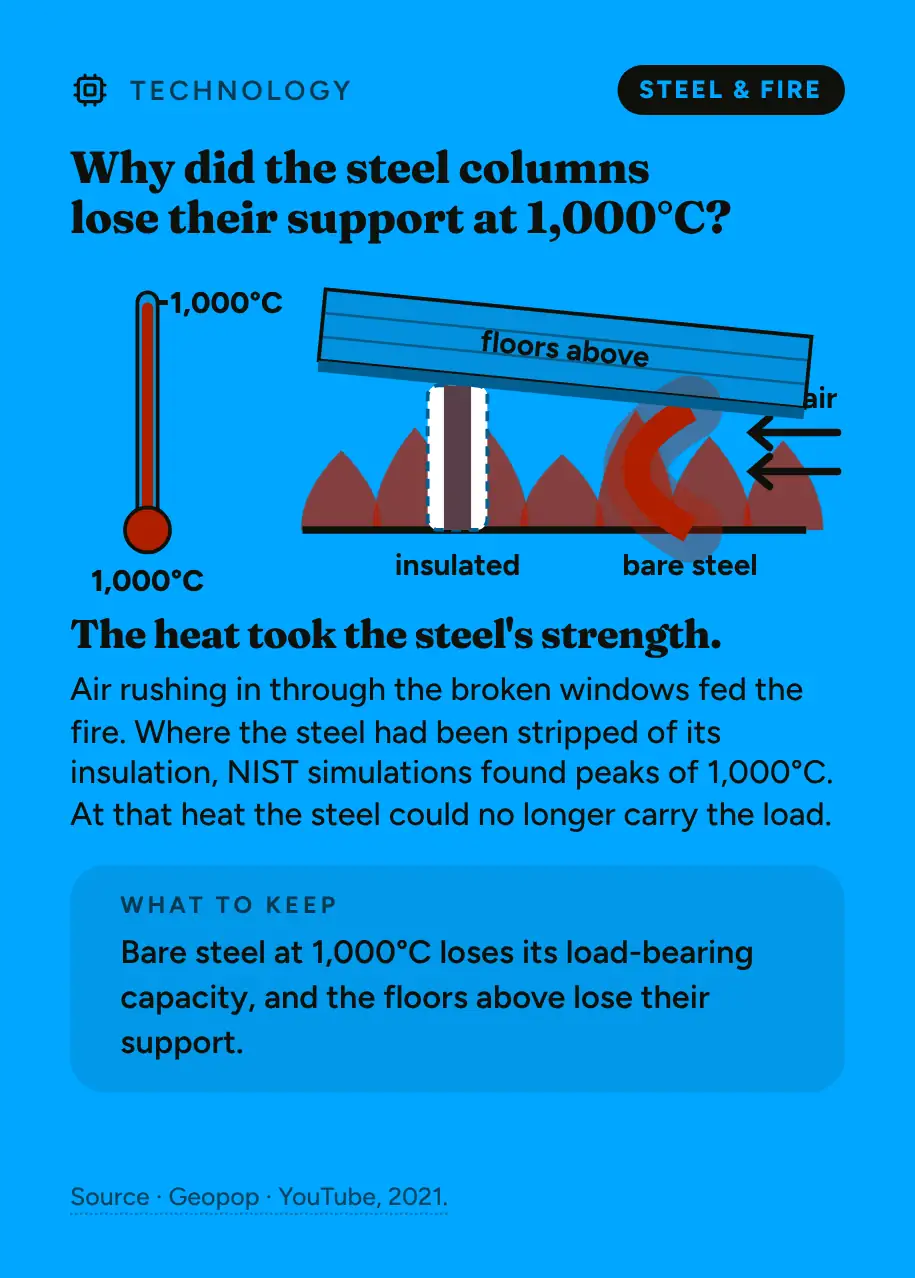 TECHNOLOGY
STEEL & FIRE
Why did the steel columns
lose their support at 1,000°C?
1,000°C
floors above
air
insulated
bare steel
1,000°C
The heat took the steel's strength.
Air rushing in through the broken windows fed the
fire. Where the steel had been stripped of its
insulation, NIST simulations found peaks of 1,000°C.
At that heat the steel could no longer carry the load.
WHAT TO KEEP
Bare steel at 1,000°C loses its load-bearing
capacity, and the floors above lose their
support.
Source · Geopop · YouTube, 2021.